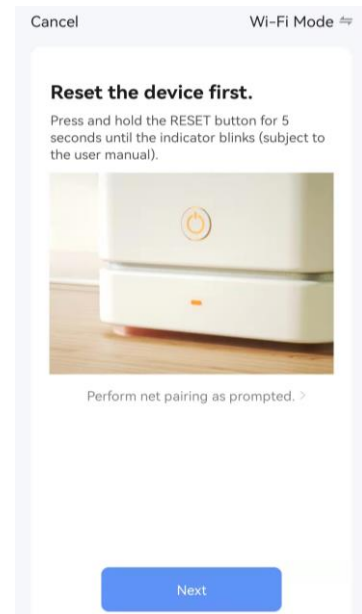 Cancel
Wi-Fi Mode
Reset the device first.
Press and hold the RESET button for 5
seconds until the indicator blinks (subject to
the user manual).
Perform net pairing as prompted. >
Next